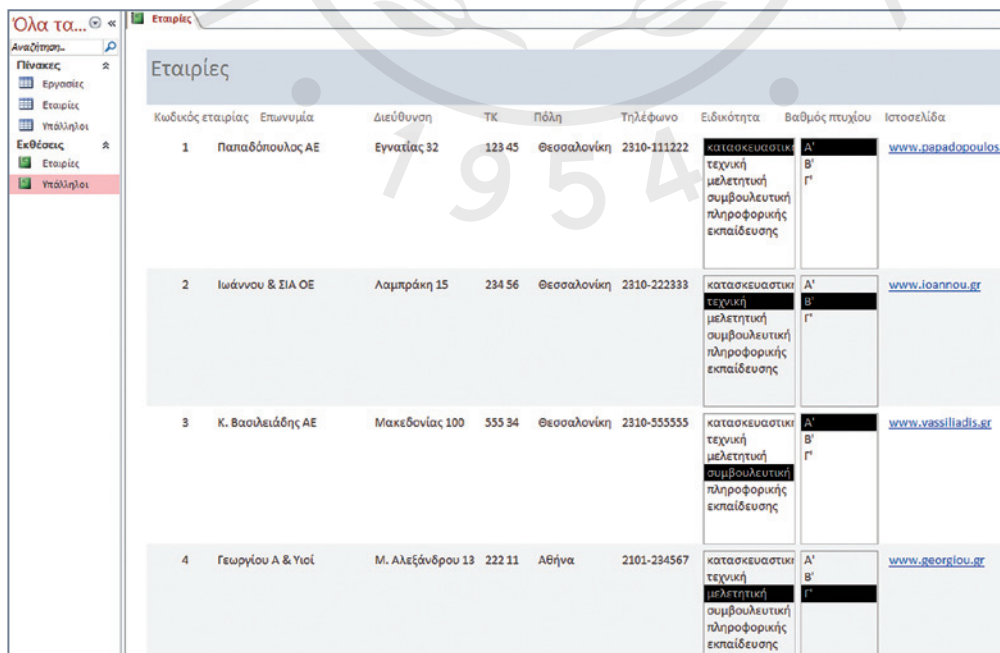 Όλα τα... «
Αναζήτηση..
Πίνακες
Εργασίες
Εταιρίες
Υπάλληλοι
Εκθέσεις
Εταιρίες
Υπάλληλοι
Εταιρίες
Εταιρίες
Κωδικός εταιρίας Επωνυμία Διεύθυνση ΤΚ Πόλη Τηλέφωνο Ειδικότητα Βαθμός πτυχίου Ιστοσελίδα
1 Παπαδόπουλος ΑΕ Εγνατίας 32 123 45 Θεσσαλονίκη 2310-111222 κατασκευαστικ Α' www.papadopoulos.
τεχνική Β'
μελετητική Γ'
συμβουλευτική
πληροφορικής
εκπαίδευσης
2 Ιωάννου & ΣΙΑ ΟΕ Λαμπράκη 15 234 56 Θεσσαλονίκη 2310-222333 κατασκευαστικι Α' www.ioannou.gr
τεχνική Β'
μελετητική Γ'
συμβουλευτική
πληροφορικής
εκπαίδευσης
3 Κ. Βασιλειάδης ΑΕ Μακεδονίας 100 555 34 Θεσσαλονίκη 2310-555555 κατασκευαστικι Α' www.vassiliadis.gr
τεχνική Β'
μελετητική Γ'
συμβουλευτική
πληροφορικής
εκπαίδευσης
4 Γεωργίου Α & Υιοί Μ. Αλεξάνδρου 13 222 11 Αθήνα 2101-234567 κατασκευαστικι Α' www.georgiou.gr
τεχνική Β'
μελετητική Γ'
συμβουλευτική
πληροφορικής
εκπαίδευσης
1954